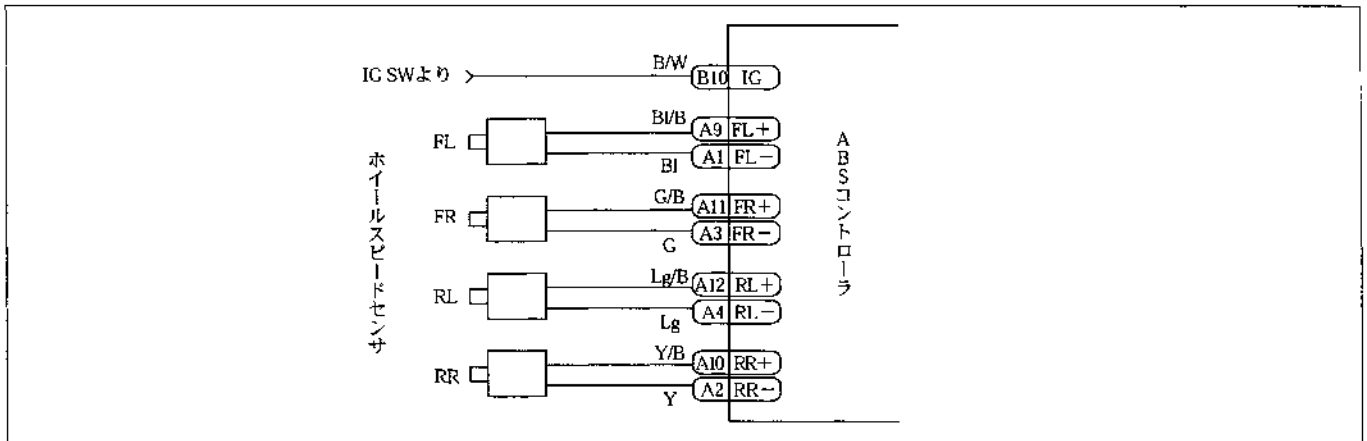 B/W
IG SWより
B10 IG
Bl/B
A9 FL+
FL
A1 FL-
Bl
G/B
A11 FR+
FR
A3 FR-
G
Lg/B
A12 RL+
RL
A4 RL-
Lg
Y/B
A10 RR+
RR
A2 RR-
Y
ホイールスピードセンサ
ABSコントローラ